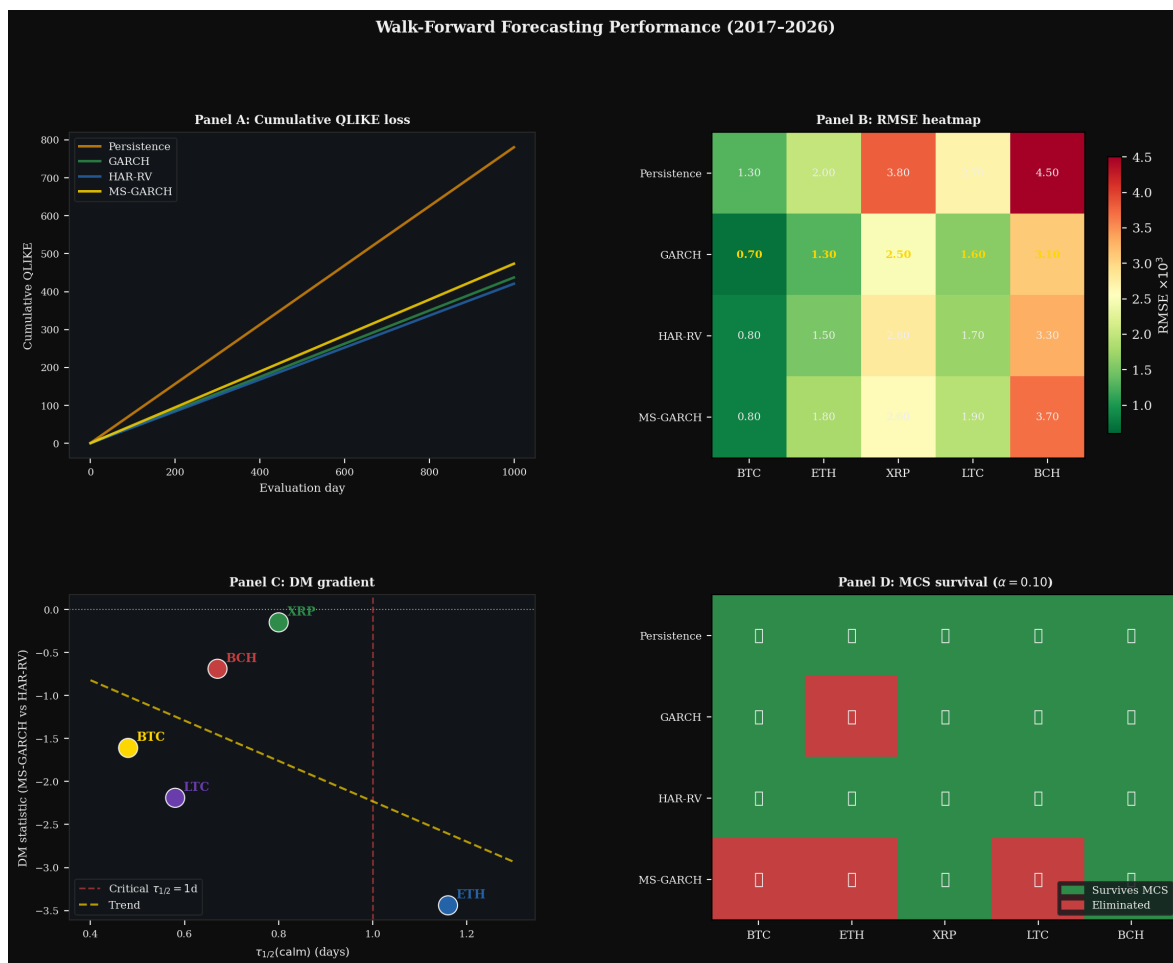 Walk-Forward Forecasting Performance (2017–2026)
Panel A: Cumulative QLIKE loss
Cumulative QLIKE
800
700
600
500
400
300
200
100
0
Persistence
GARCH
HAR-RV
MS-GARCH
0 200 400 600 800 1000
Evaluation day
Panel B: RMSE heatmap
Persistence 1.30 2.00 3.80 4.50
GARCH 0.70 1.30 2.50 1.60 3.10
HAR-RV 0.80 1.50 1.70 3.30
MS-GARCH 0.80 1.80 1.90 3.70
BTC ETH XRP LTC BCH
4.5
4.0
3.5
3.0
2.5
2.0
1.5
1.0
RMSE ×10³
Panel C: DM gradient
DM statistic (MS-GARCH vs HAR-RV)
0.0
−0.5
−1.0
−1.5
−2.0
−2.5
−3.0
−3.5
XRP
BCH
BTC
LTC
ETH
Critical τ1/2 = 1d
Trend
0.4 0.6 0.8 1.0 1.2
τ1/2(calm) (days)
Panel D: MCS survival (α = 0.10)
Persistence
GARCH
HAR-RV
MS-GARCH
Survives MCS
Eliminated
BTC ETH XRP LTC BCH